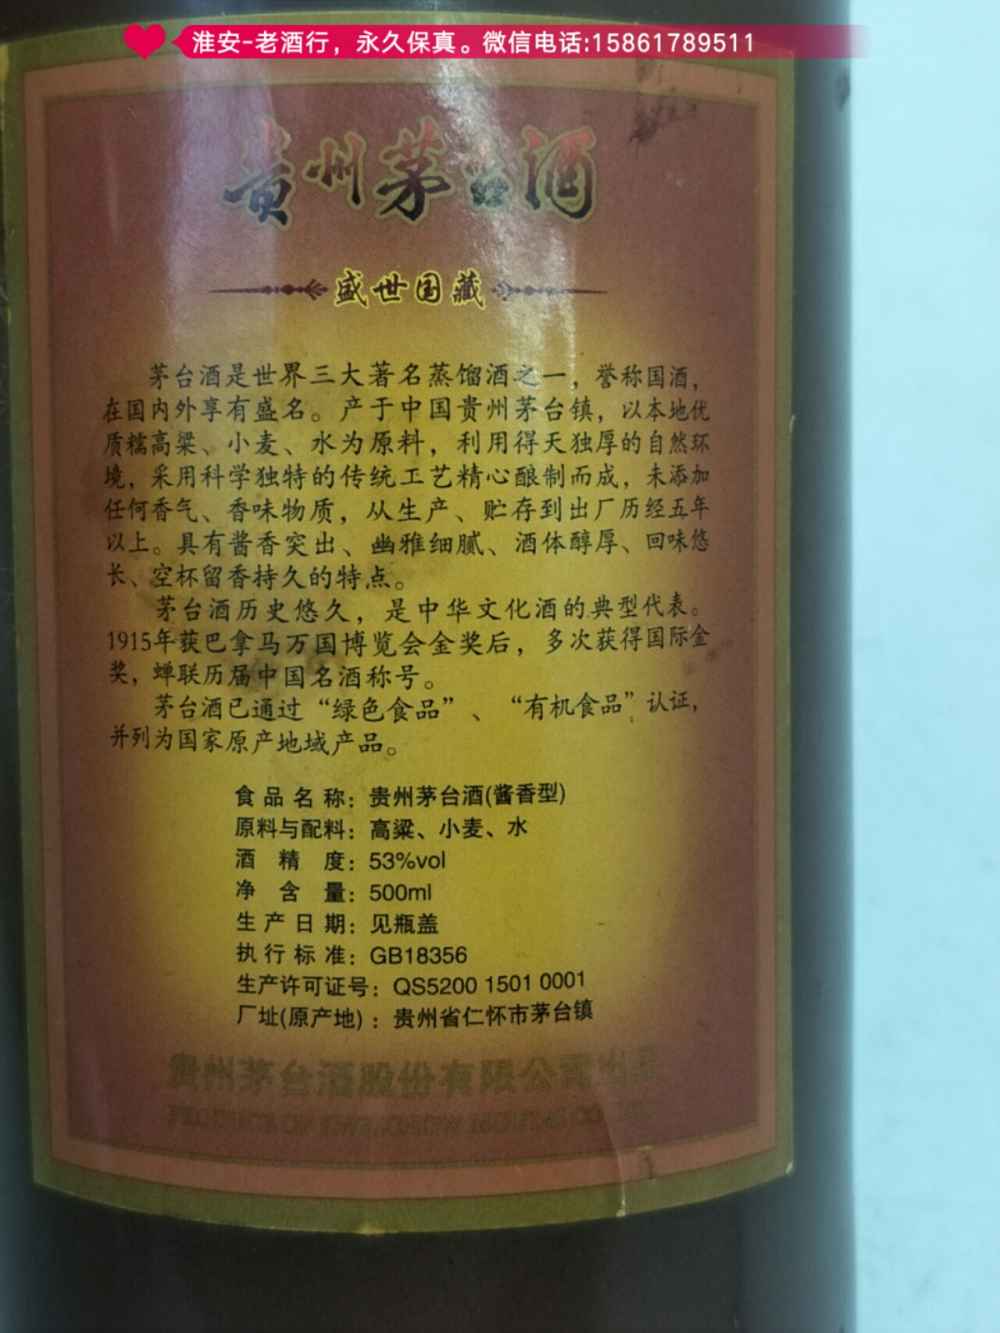 淮安-老酒行，永久保真。微信电话:15861789511
贵州茅台酒
盛世国藏
茅台酒是世界三大著名蒸馏酒之一，誉称国酒，
在国内外享有盛名。产于中国贵州茅台镇，以本地优
质糯高粱、小麦、水为原料，利用得天独厚的自然环
境，采用科学独特的传统工艺精心酿制而成，未添加
任何香气、香味物质，从生产、贮存到出厂历经五年
以上。具有酱香突出、幽雅细腻、酒体醇厚、回味悠
长、空杯留香持久的特点。
茅台酒历史悠久，是中华文化酒的典型代表。
1915年获巴拿马万国博览会金奖后，多次获得国际金
奖，蝉联历届中国名酒称号。
茅台酒已通过“绿色食品”、“有机食品”认证，
并列为国家原产地域产品。
食品名称：贵州茅台酒(酱香型)
原料与配料：高粱、小麦、水
酒精度：53%vol
净含量：500ml
生产日期：见瓶盖
执行标准：GB18356
生产许可证号：QS5200 1501 0001
厂址(原产地)：贵州省仁怀市茅台镇
贵州茅台酒股份有限公司出品